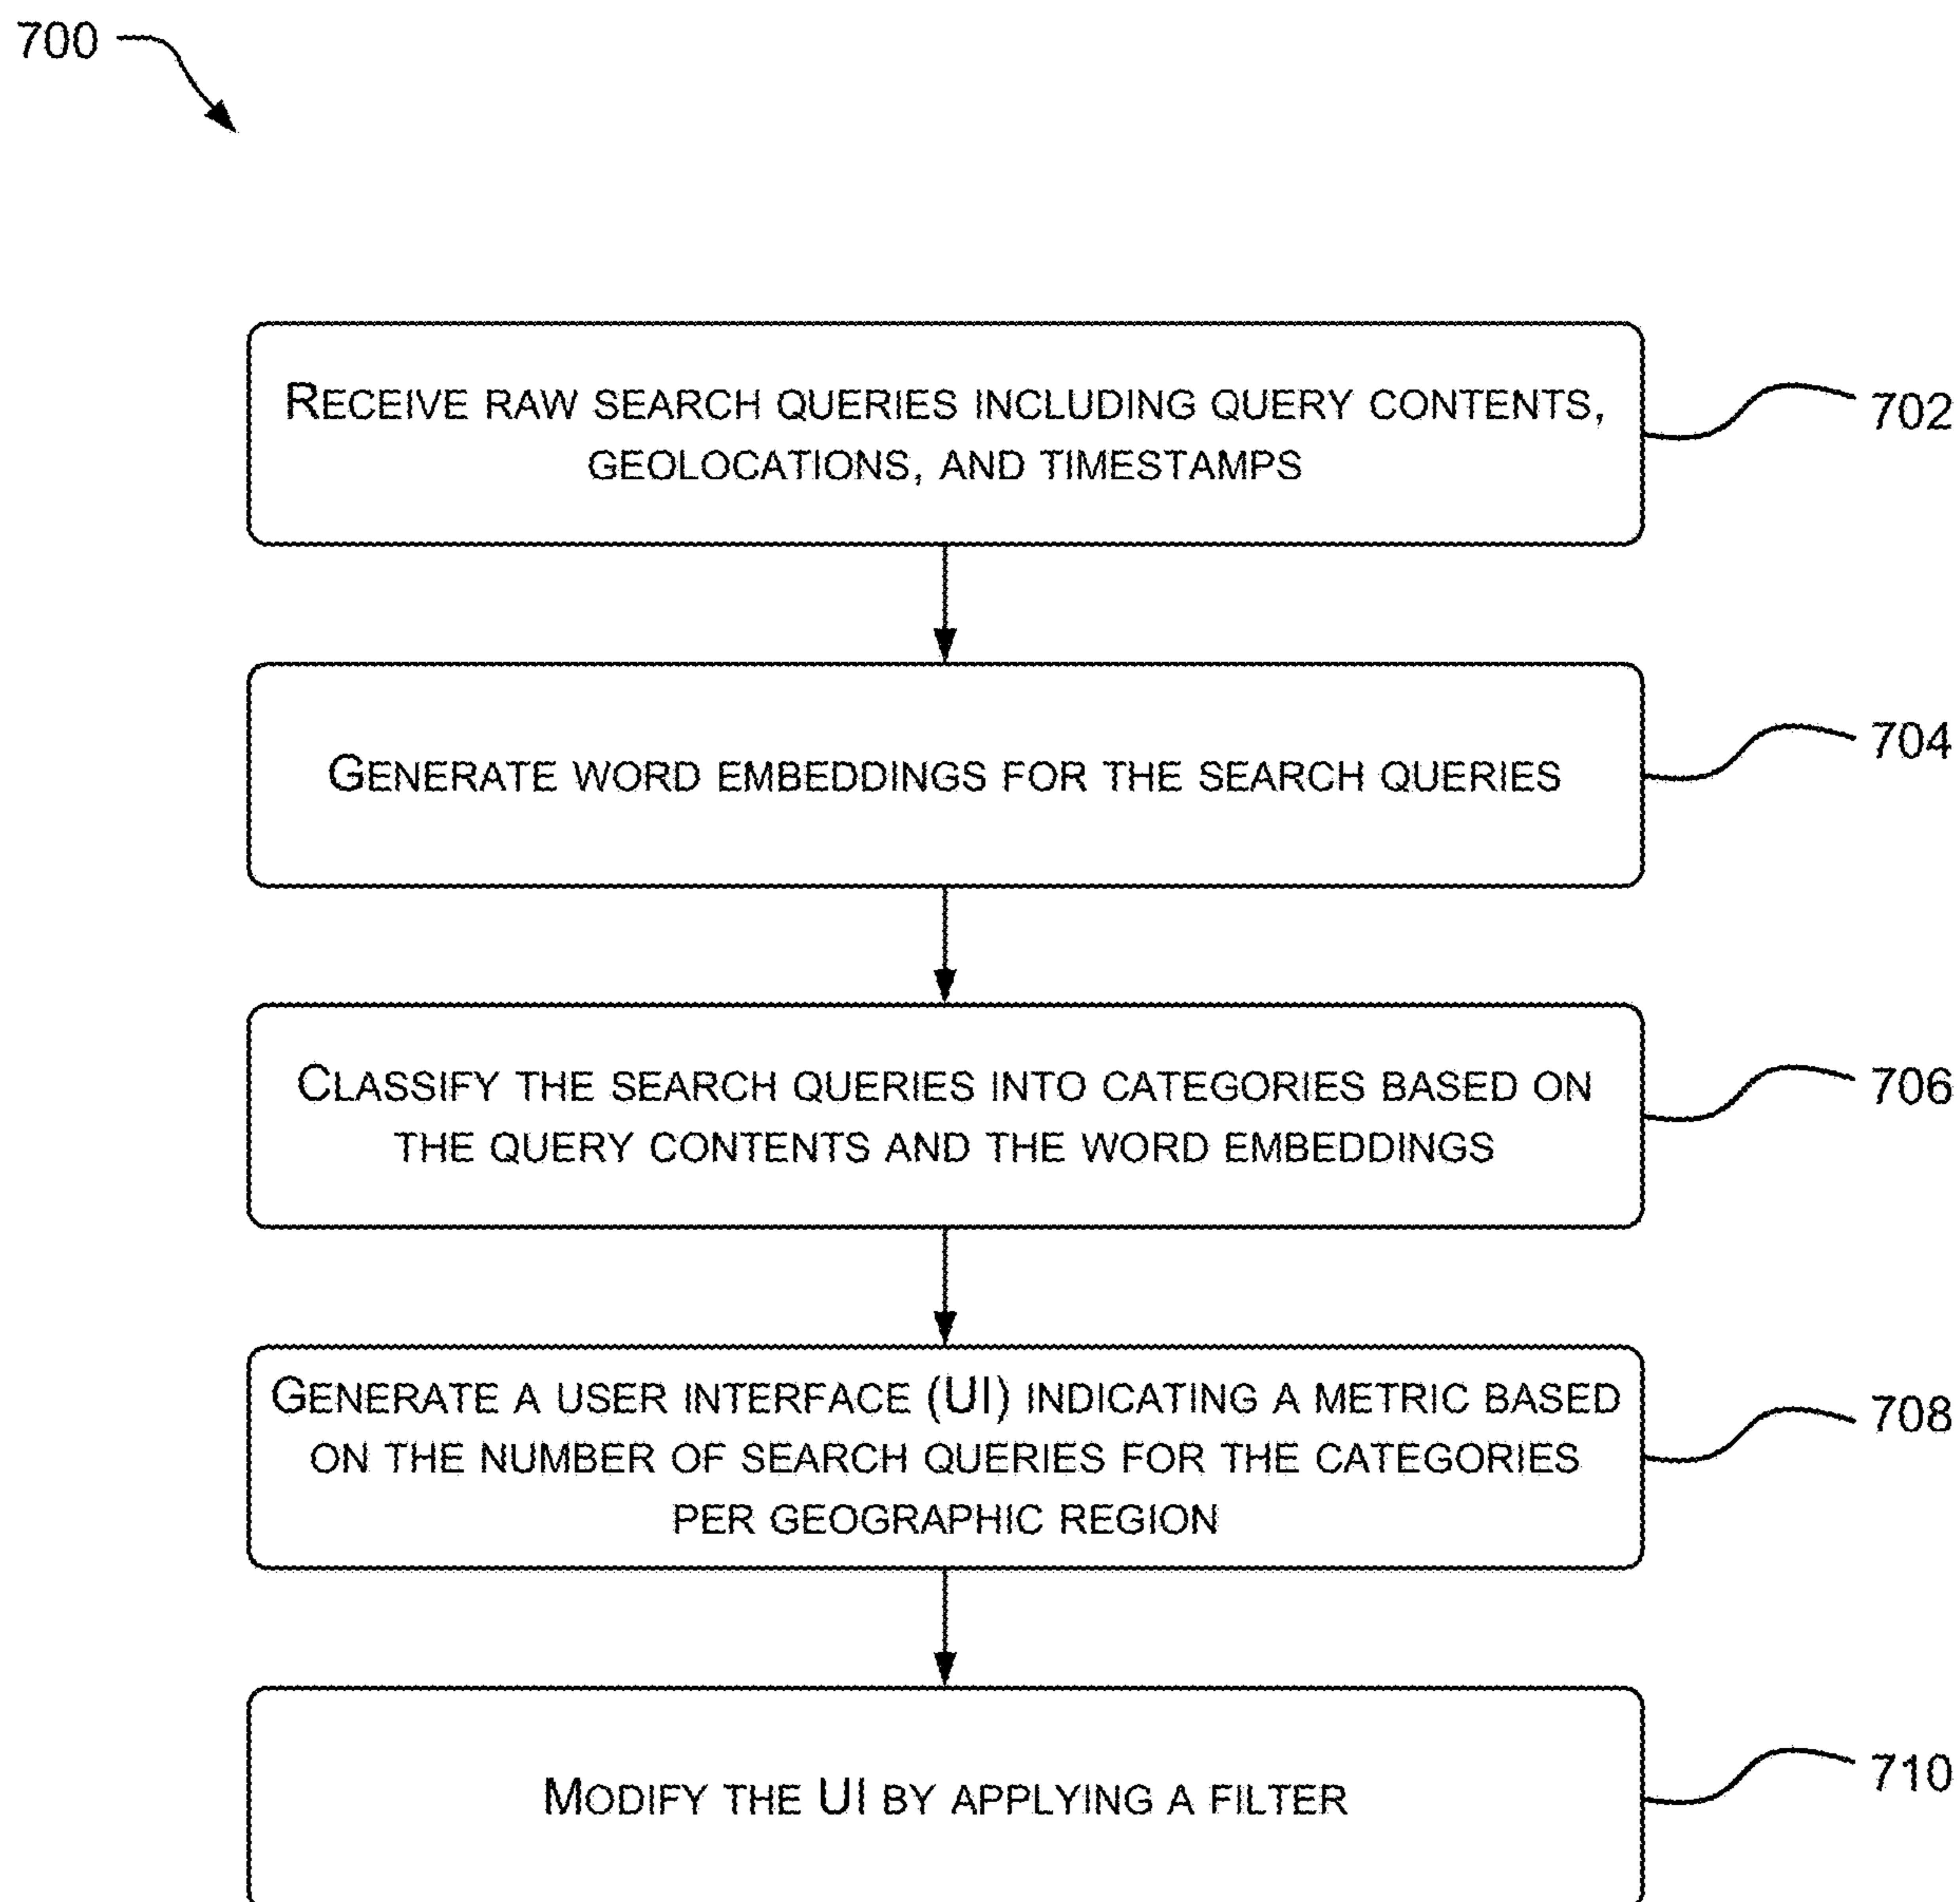 700
RECEIVE RAW SEARCH QUERIES INCLUDING QUERY CONTENTS,
GEOLOCATIONS, AND TIMESTAMPS
702
GENERATE WORD EMBEDDINGS FOR THE SEARCH QUERIES
704
CLASSIFY THE SEARCH QUERIES INTO CATEGORIES BASED ON
THE QUERY CONTENTS AND THE WORD EMBEDDINGS
706
GENERATE A USER INTERFACE (UI) INDICATING A METRIC BASED
ON THE NUMBER OF SEARCH QUERIES FOR THE CATEGORIES
PER GEOGRAPHIC REGION
708
MODIFY THE UI BY APPLYING A FILTER
710